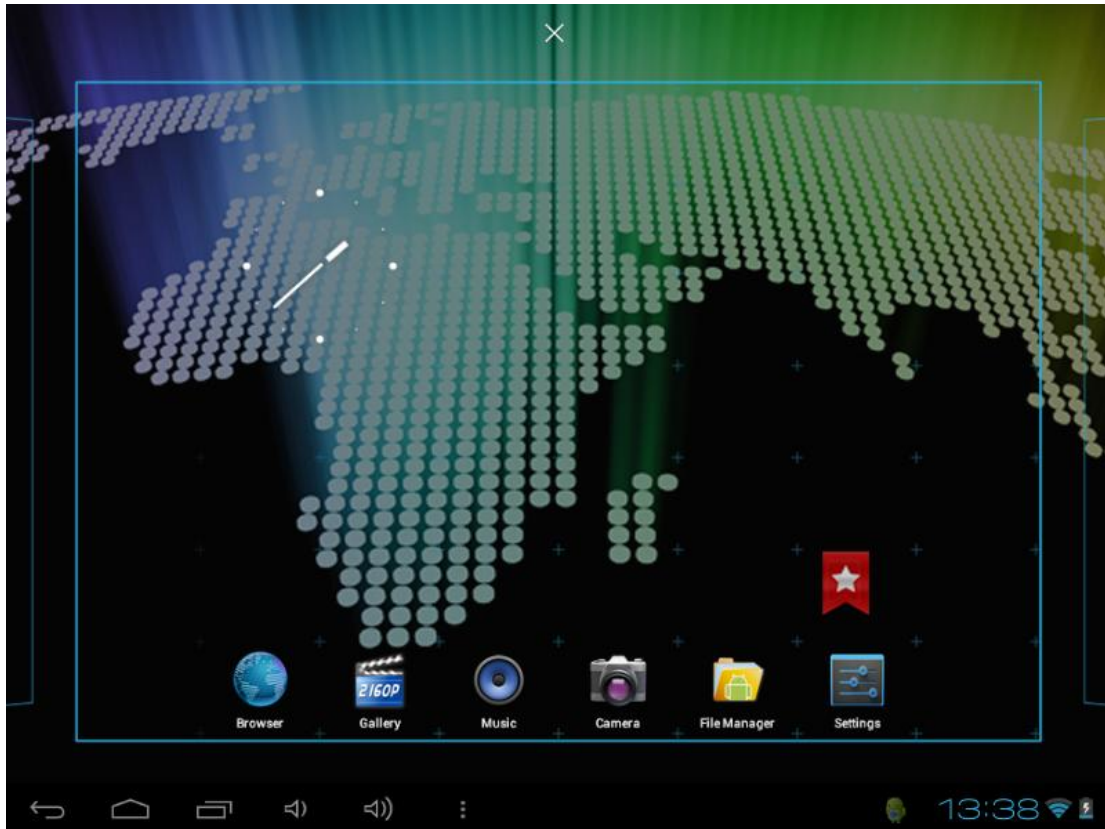 2160P
Browser
Gallery
Music
Camera
File Manager
Settings
13:38